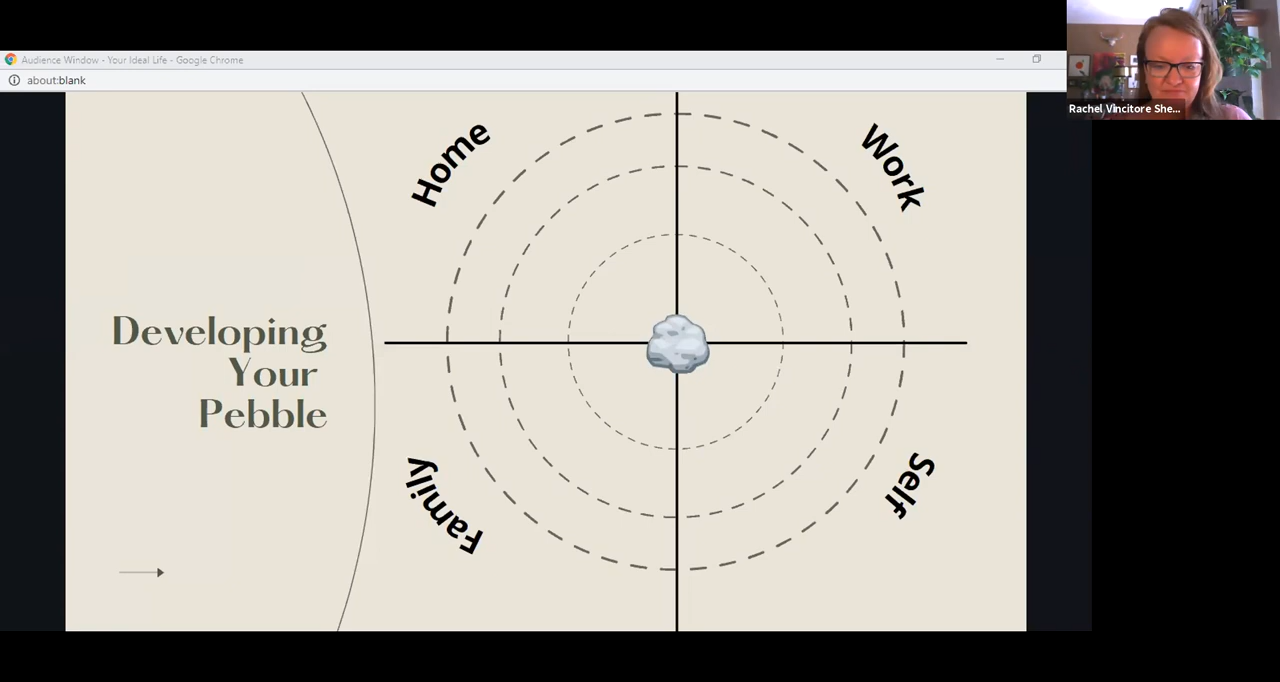 Audience Window - Your Ideal Life - Google Chrome
about:blank
Rachel Vincitore She...
Home
Work
Developing
Your
Pebble
Family
Self